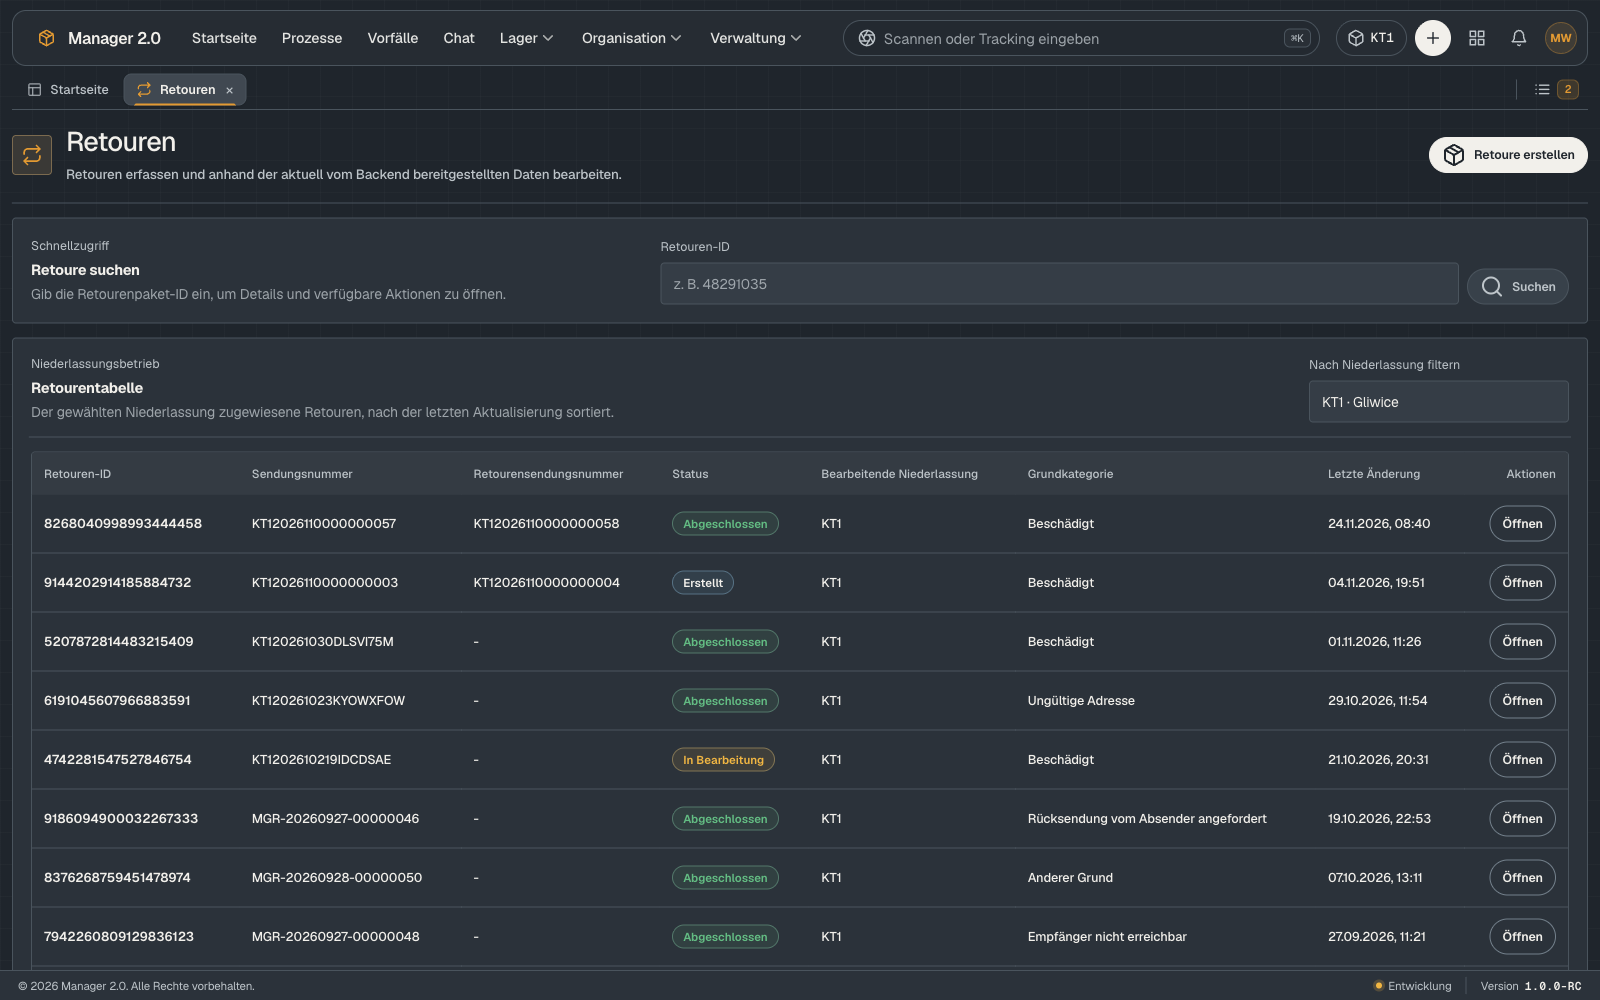 Manager 2.0 Startseite Prozesse Vorfälle Chat Lager Organisation Verwaltung Scannen oder Tracking eingeben ⌘K KT1 MW
Startseite Retouren × 2
Retouren
Retouren erfassen und anhand der aktuell vom Backend bereitgestellten Daten bearbeiten.
Retoure erstellen
Schnellzugriff
Retoure suchen
Gib die Retourenpaket-ID ein, um Details und verfügbare Aktionen zu öffnen.
Retouren-ID
z. B. 48291035
Suchen
Niederlassungsbetrieb
Retourentabelle
Der gewählten Niederlassung zugewiesene Retouren, nach der letzten Aktualisierung sortiert.
Nach Niederlassung filtern
KT1 · Gliwice
Retouren-ID Sendungsnummer Retourensendungsnummer Status Bearbeitende Niederlassung Grundkategorie Letzte Änderung Aktionen
8268040998993444458 KT12026110000000057 KT12026110000000058 Abgeschlossen KT1 Beschädigt 24.11.2026, 08:40 Öffnen
9144202914185884732 KT12026110000000003 KT12026110000000004 Erstellt KT1 Beschädigt 04.11.2026, 19:51 Öffnen
5207872814483215409 KT120261030DLSVI75M - Abgeschlossen KT1 Beschädigt 01.11.2026, 11:26 Öffnen
6191045607966883591 KT120261023KYOWXFOW - Abgeschlossen KT1 Ungültige Adresse 29.10.2026, 11:54 Öffnen
4742281547527846754 KT1202610219IDCDSAE - In Bearbeitung KT1 Beschädigt 21.10.2026, 20:31 Öffnen
9186094900032267333 MGR-20260927-00000046 - Abgeschlossen KT1 Rücksendung vom Absender angefordert 19.10.2026, 22:53 Öffnen
8376268759451478974 MGR-20260928-00000050 - Abgeschlossen KT1 Anderer Grund 07.10.2026, 13:11 Öffnen
7942260809129836123 MGR-20260927-00000048 - Abgeschlossen KT1 Empfänger nicht erreichbar 27.09.2026, 11:21 Öffnen
© 2026 Manager 2.0. Alle Rechte vorbehalten. Entwicklung Version 1.0.0-RC